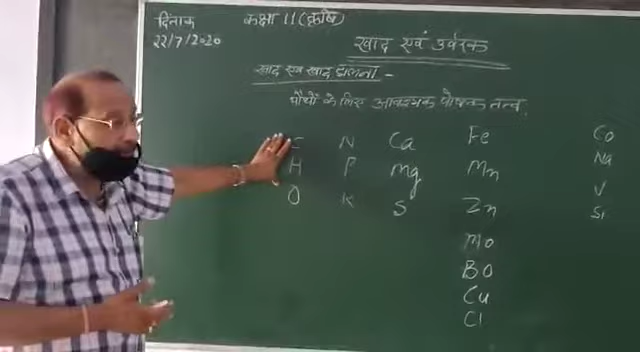 दिनांक कक्षा 11 (कृषि)
22/7/2020
खाद एवं उर्वरक
खाद एवं खाद डालना -
पौधों के लिए आवश्यक पोषक तत्व
N Ca Fe Co
H P Mg Mn Na
O K S Zn V
Si
Mo
Bo
Cu
Cl